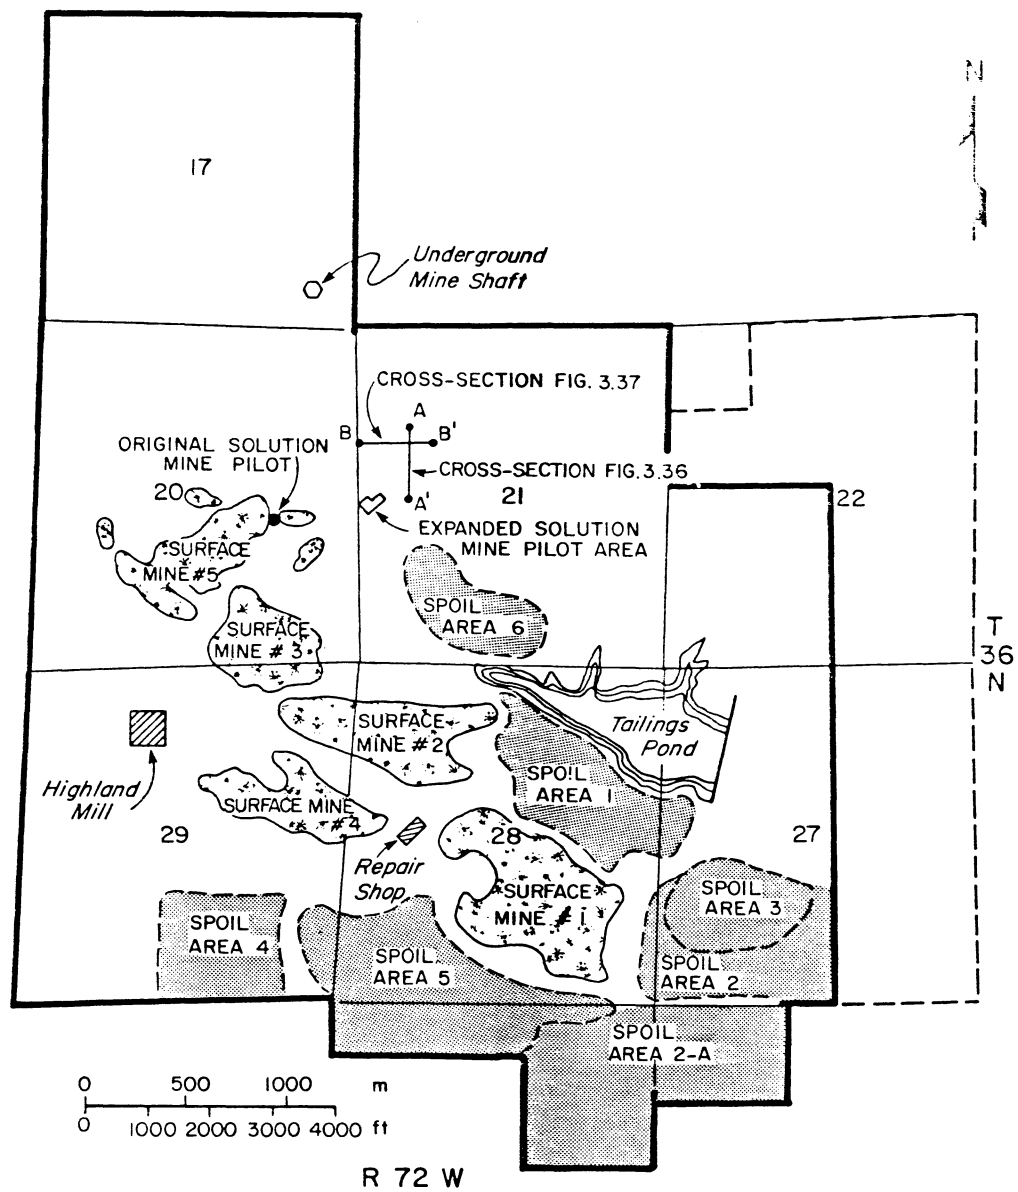 N
17
Underground
Mine Shaft
CROSS-SECTION FIG. 3.37
A
B
B'
ORIGINAL SOLUTION
MINE PILOT
CROSS-SECTION FIG. 3.36
20
A'
21
22
EXPANDED SOLUTION
MINE PILOT AREA
SURFACE
MINE #5
SPOIL
AREA 6
SURFACE
MINE # 3
T
36
N
SURFACE
MINE #2
Tailings
Pond
Highland
Mill
SPOIL
AREA 1
SURFACE MINE
#4
29
28
27
Repair
Shop
SURFACE
MINE # 1
SPOIL
AREA 3
SPOIL
AREA 4
SPOIL
AREA 5
SPOIL
AREA 2
SPOIL
AREA 2-A
0 500 1000 m
0 1000 2000 3000 4000 ft
R 72 W